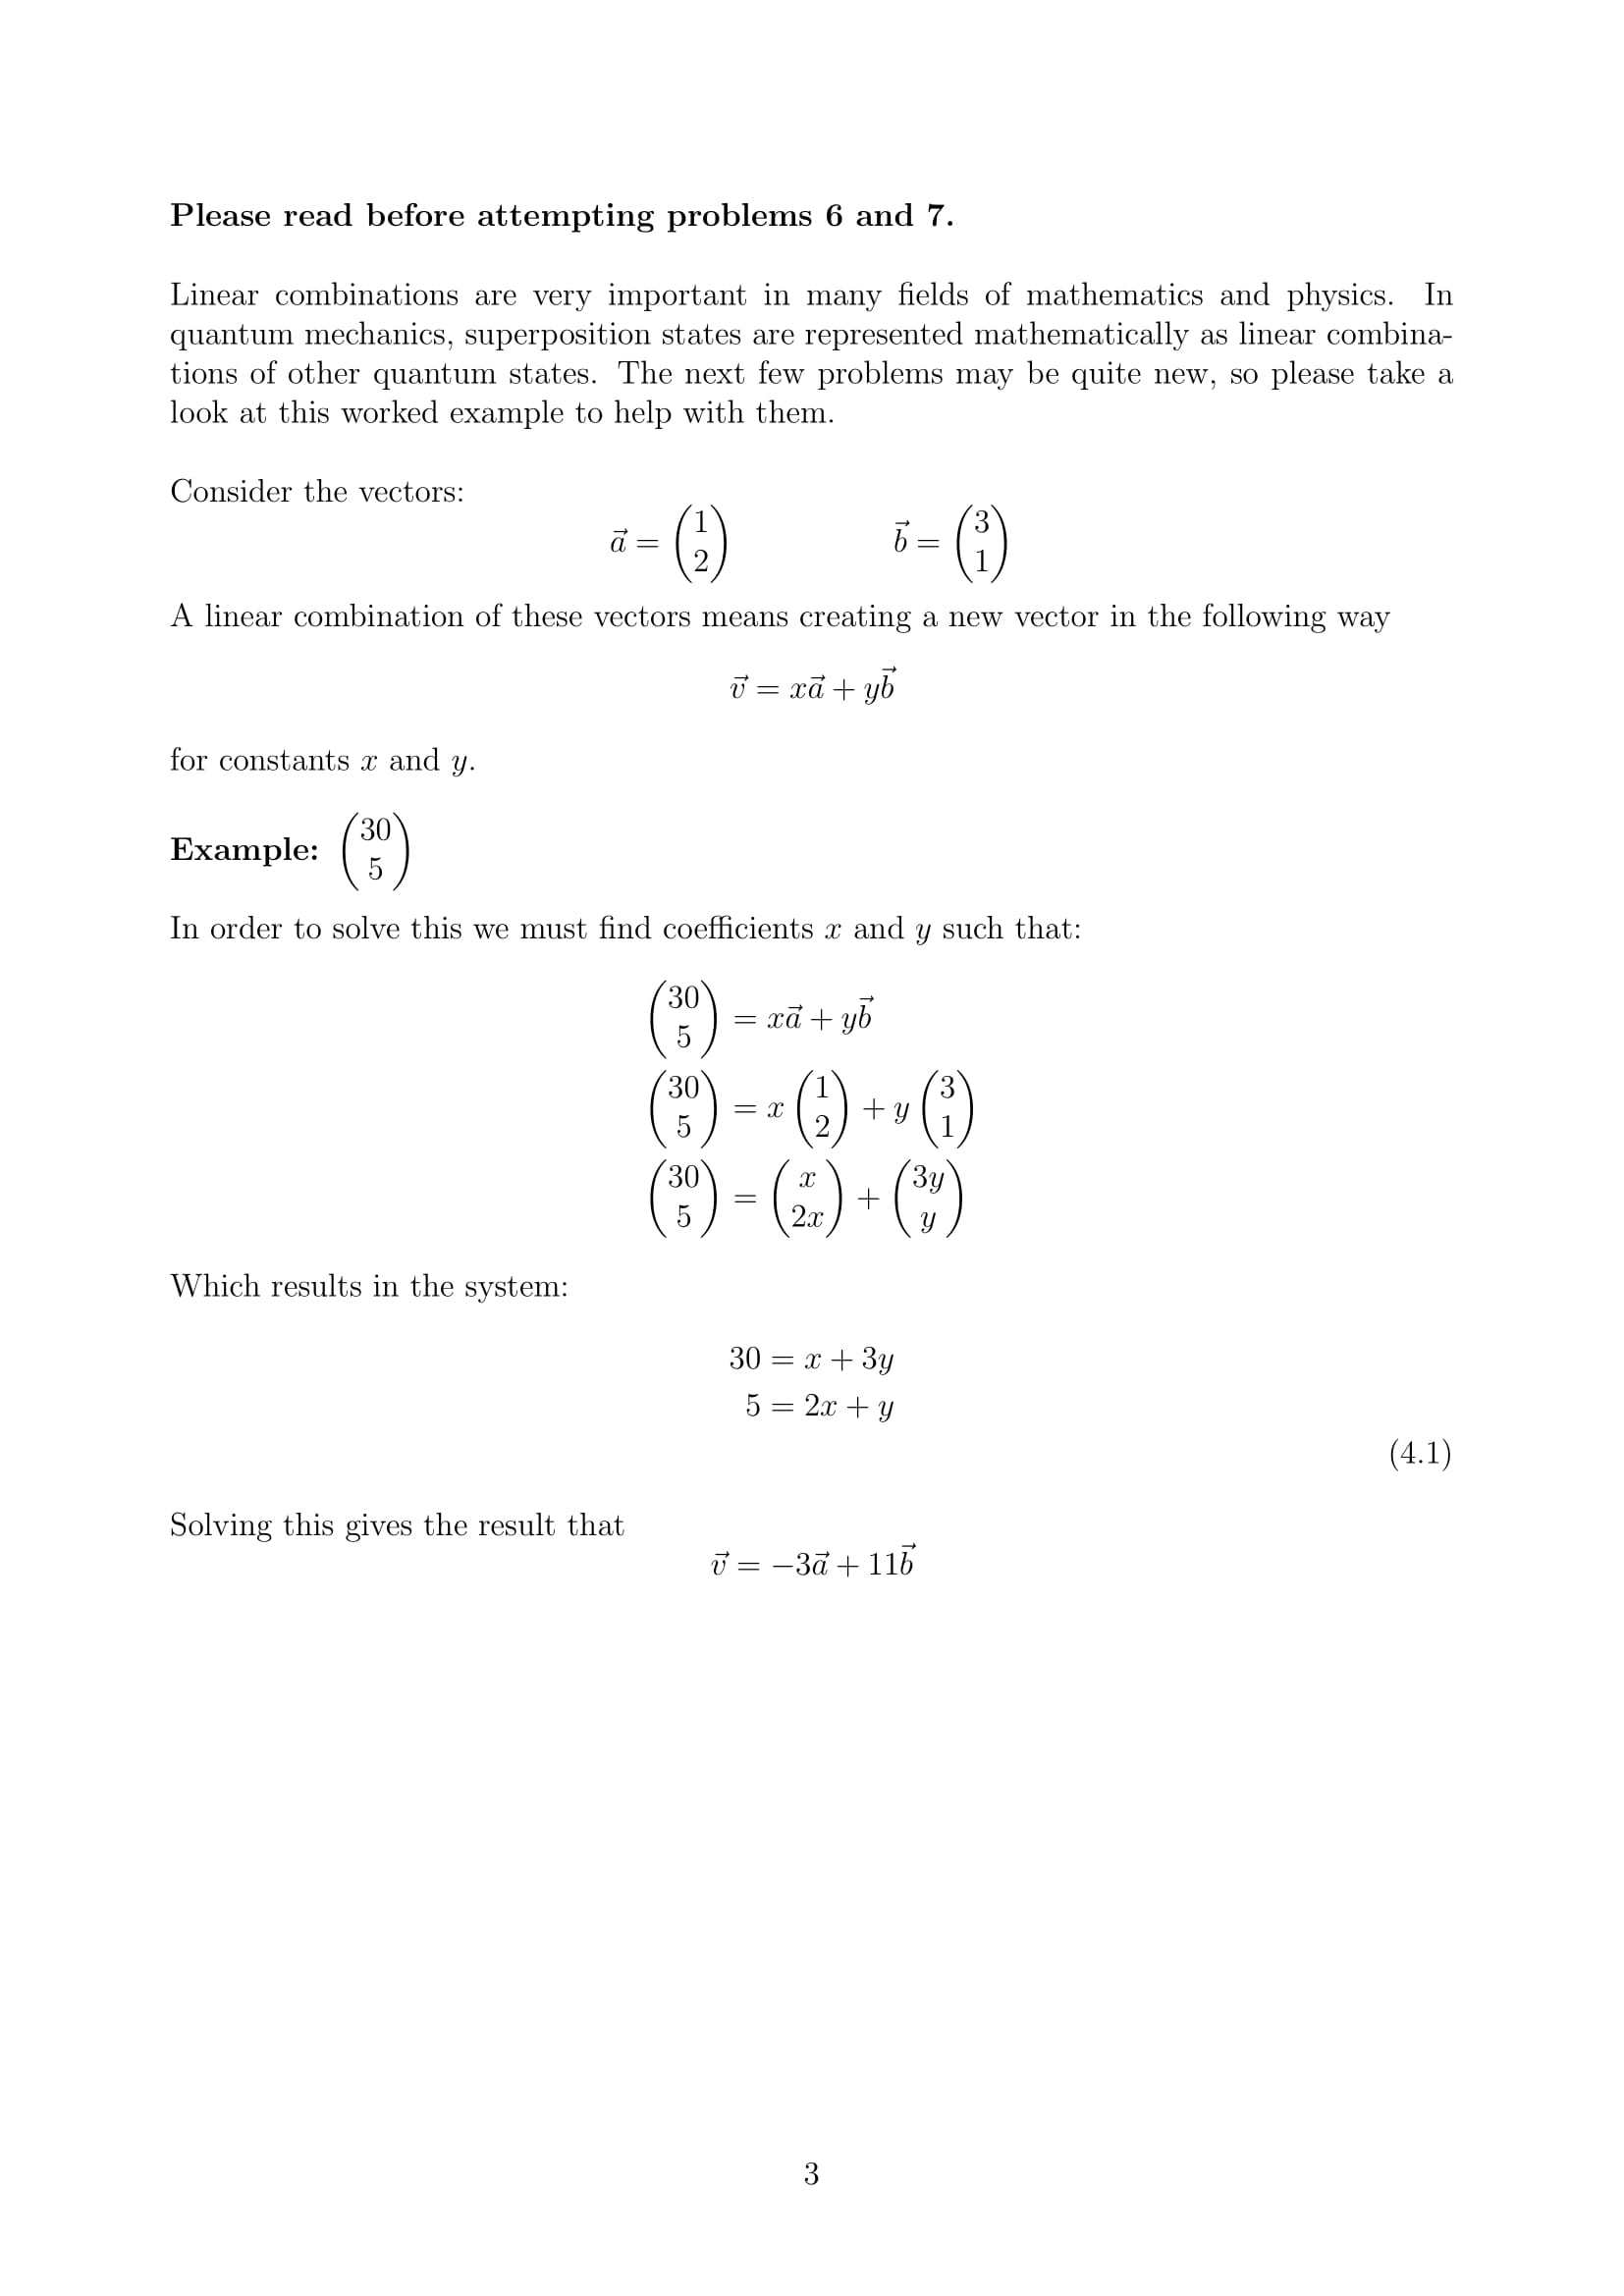 Please read before attempting problems 6 and 7.
Linear combinations are very important in many fields of mathematics and physics. In
quantum mechanics, superposition states are represented mathematically as linear combina-
tions of other quantum states. The next few problems may be quite new, so please take a
look at this worked example to help with them.
Consider the vectors:
$\vec{a} = \begin{pmatrix} 1 \\ 2 \end{pmatrix} \qquad \vec{b} = \begin{pmatrix} 3 \\ 1 \end{pmatrix}$
A linear combination of these vectors means creating a new vector in the following way
$\vec{v} = x\vec{a} + y\vec{b}$
for constants $x$ and $y$.
Example: $\begin{pmatrix} 30 \\ 5 \end{pmatrix}$
In order to solve this we must find coefficients $x$ and $y$ such that:
$\begin{pmatrix} 30 \\ 5 \end{pmatrix} = x\vec{a} + y\vec{b}$
$\begin{pmatrix} 30 \\ 5 \end{pmatrix} = x \begin{pmatrix} 1 \\ 2 \end{pmatrix} + y \begin{pmatrix} 3 \\ 1 \end{pmatrix}$
$\begin{pmatrix} 30 \\ 5 \end{pmatrix} = \begin{pmatrix} x \\ 2x \end{pmatrix} + \begin{pmatrix} 3y \\ y \end{pmatrix}$
Which results in the system:
$30 = x + 3y$
$5 = 2x + y$
(4.1)
Solving this gives the result that
$\vec{v} = -3\vec{a} + 11\vec{b}$
3